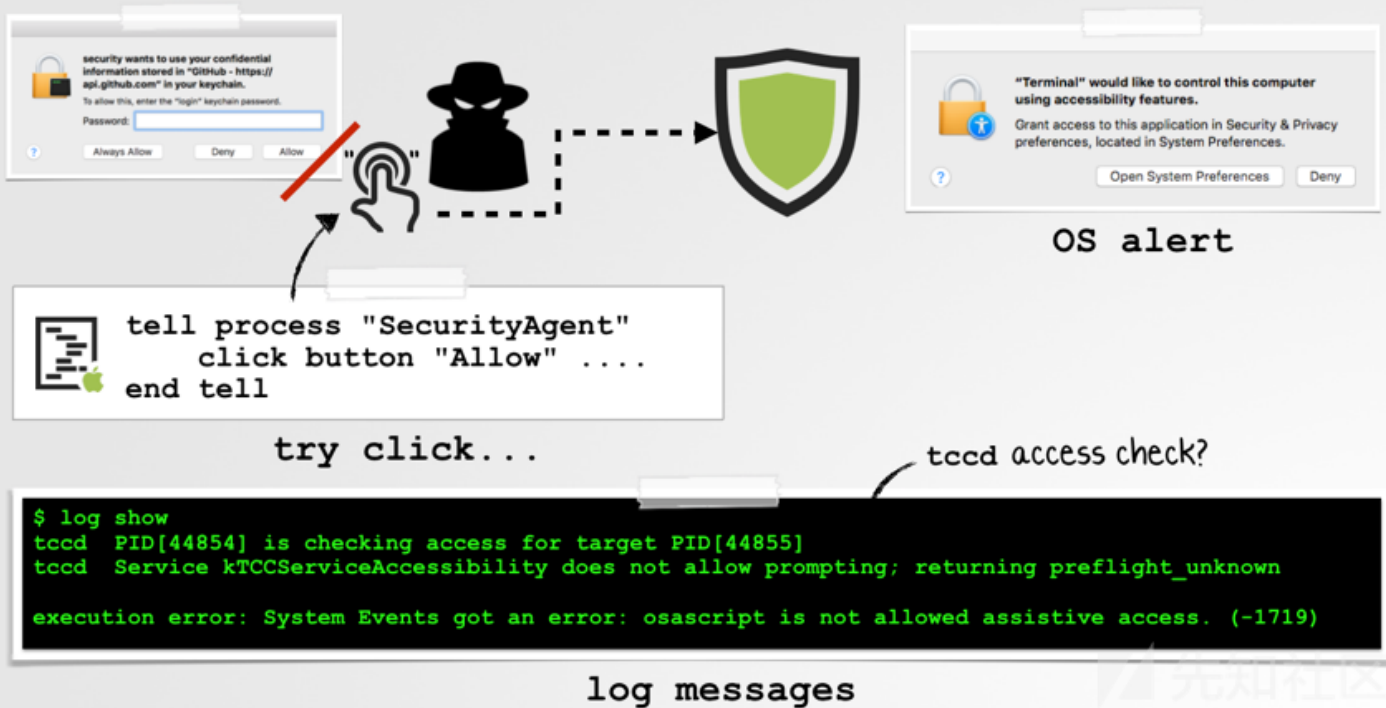 security wants to use your confidential
information stored in "GitHub - https://
api.github.com" in your keychain.
To allow this, enter the "login" keychain password.
Password:
?
Always Allow
Deny
Allow
" "
"Terminal" would like to control this computer
using accessibility features.
Grant access to this application in Security & Privacy
preferences, located in System Preferences.
?
Open System Preferences
Deny
OS alert
tell process "SecurityAgent"
click button "Allow" ....
end tell
try click...
tccd access check?
$ log show
tccd PID[44854] is checking access for target PID[44855]
tccd Service kTCCServiceAccessibility does not allow prompting; returning preflight_unknown
execution error: System Events got an error: osascript is not allowed assistive access. (-1719)
log messages
先知社区